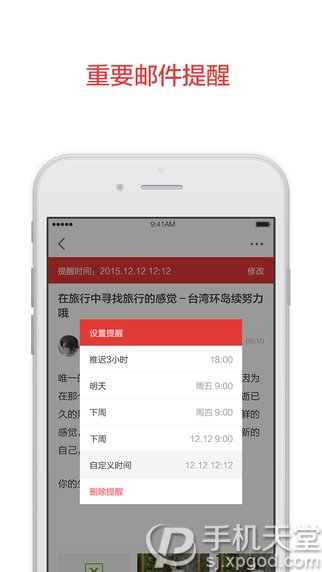 重要邮件提醒
9:41AM
提醒时间：2015.12.12 12:12 修改
在旅行中寻找旅行的感觉－台湾环岛续努力哦
09:10
设置提醒
推迟3小时 18:00
明天 周五 9:00
下周 周四 9:00
下周 12.12 9:00
自定义时间 12.12 12:12
删除提醒
唯一的
因为
在那个
逝已
久的
鲜的
感觉，
新的
自己，
你的
手机天堂
sj.xpgod.com